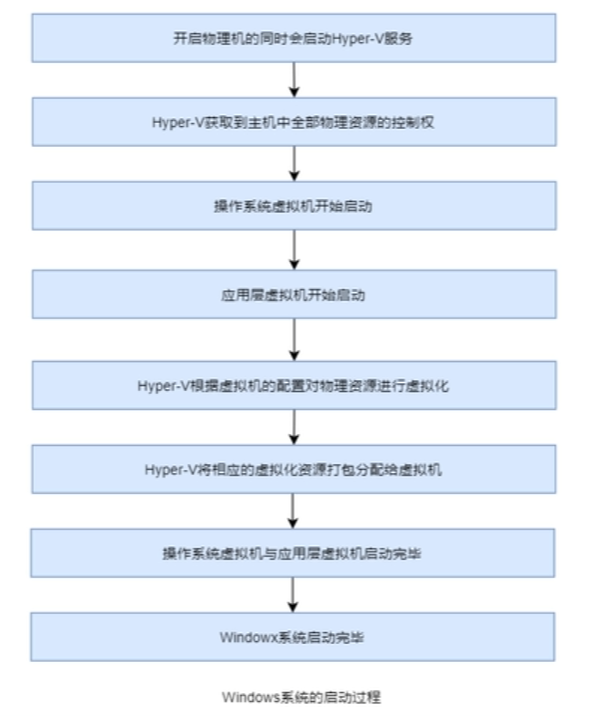 开启物理机的同时会启动Hyper-V服务
Hyper-V获取到主机中全部物理资源的控制权
操作系统虚拟机开始启动
应用层虚拟机开始启动
Hyper-V根据虚拟机的配置对物理资源进行虚拟化
Hyper-V将相应的虚拟化资源打包分配给虚拟机
操作系统虚拟机与应用层虚拟机启动完毕
Windowx系统启动完毕
Windows系统的启动过程